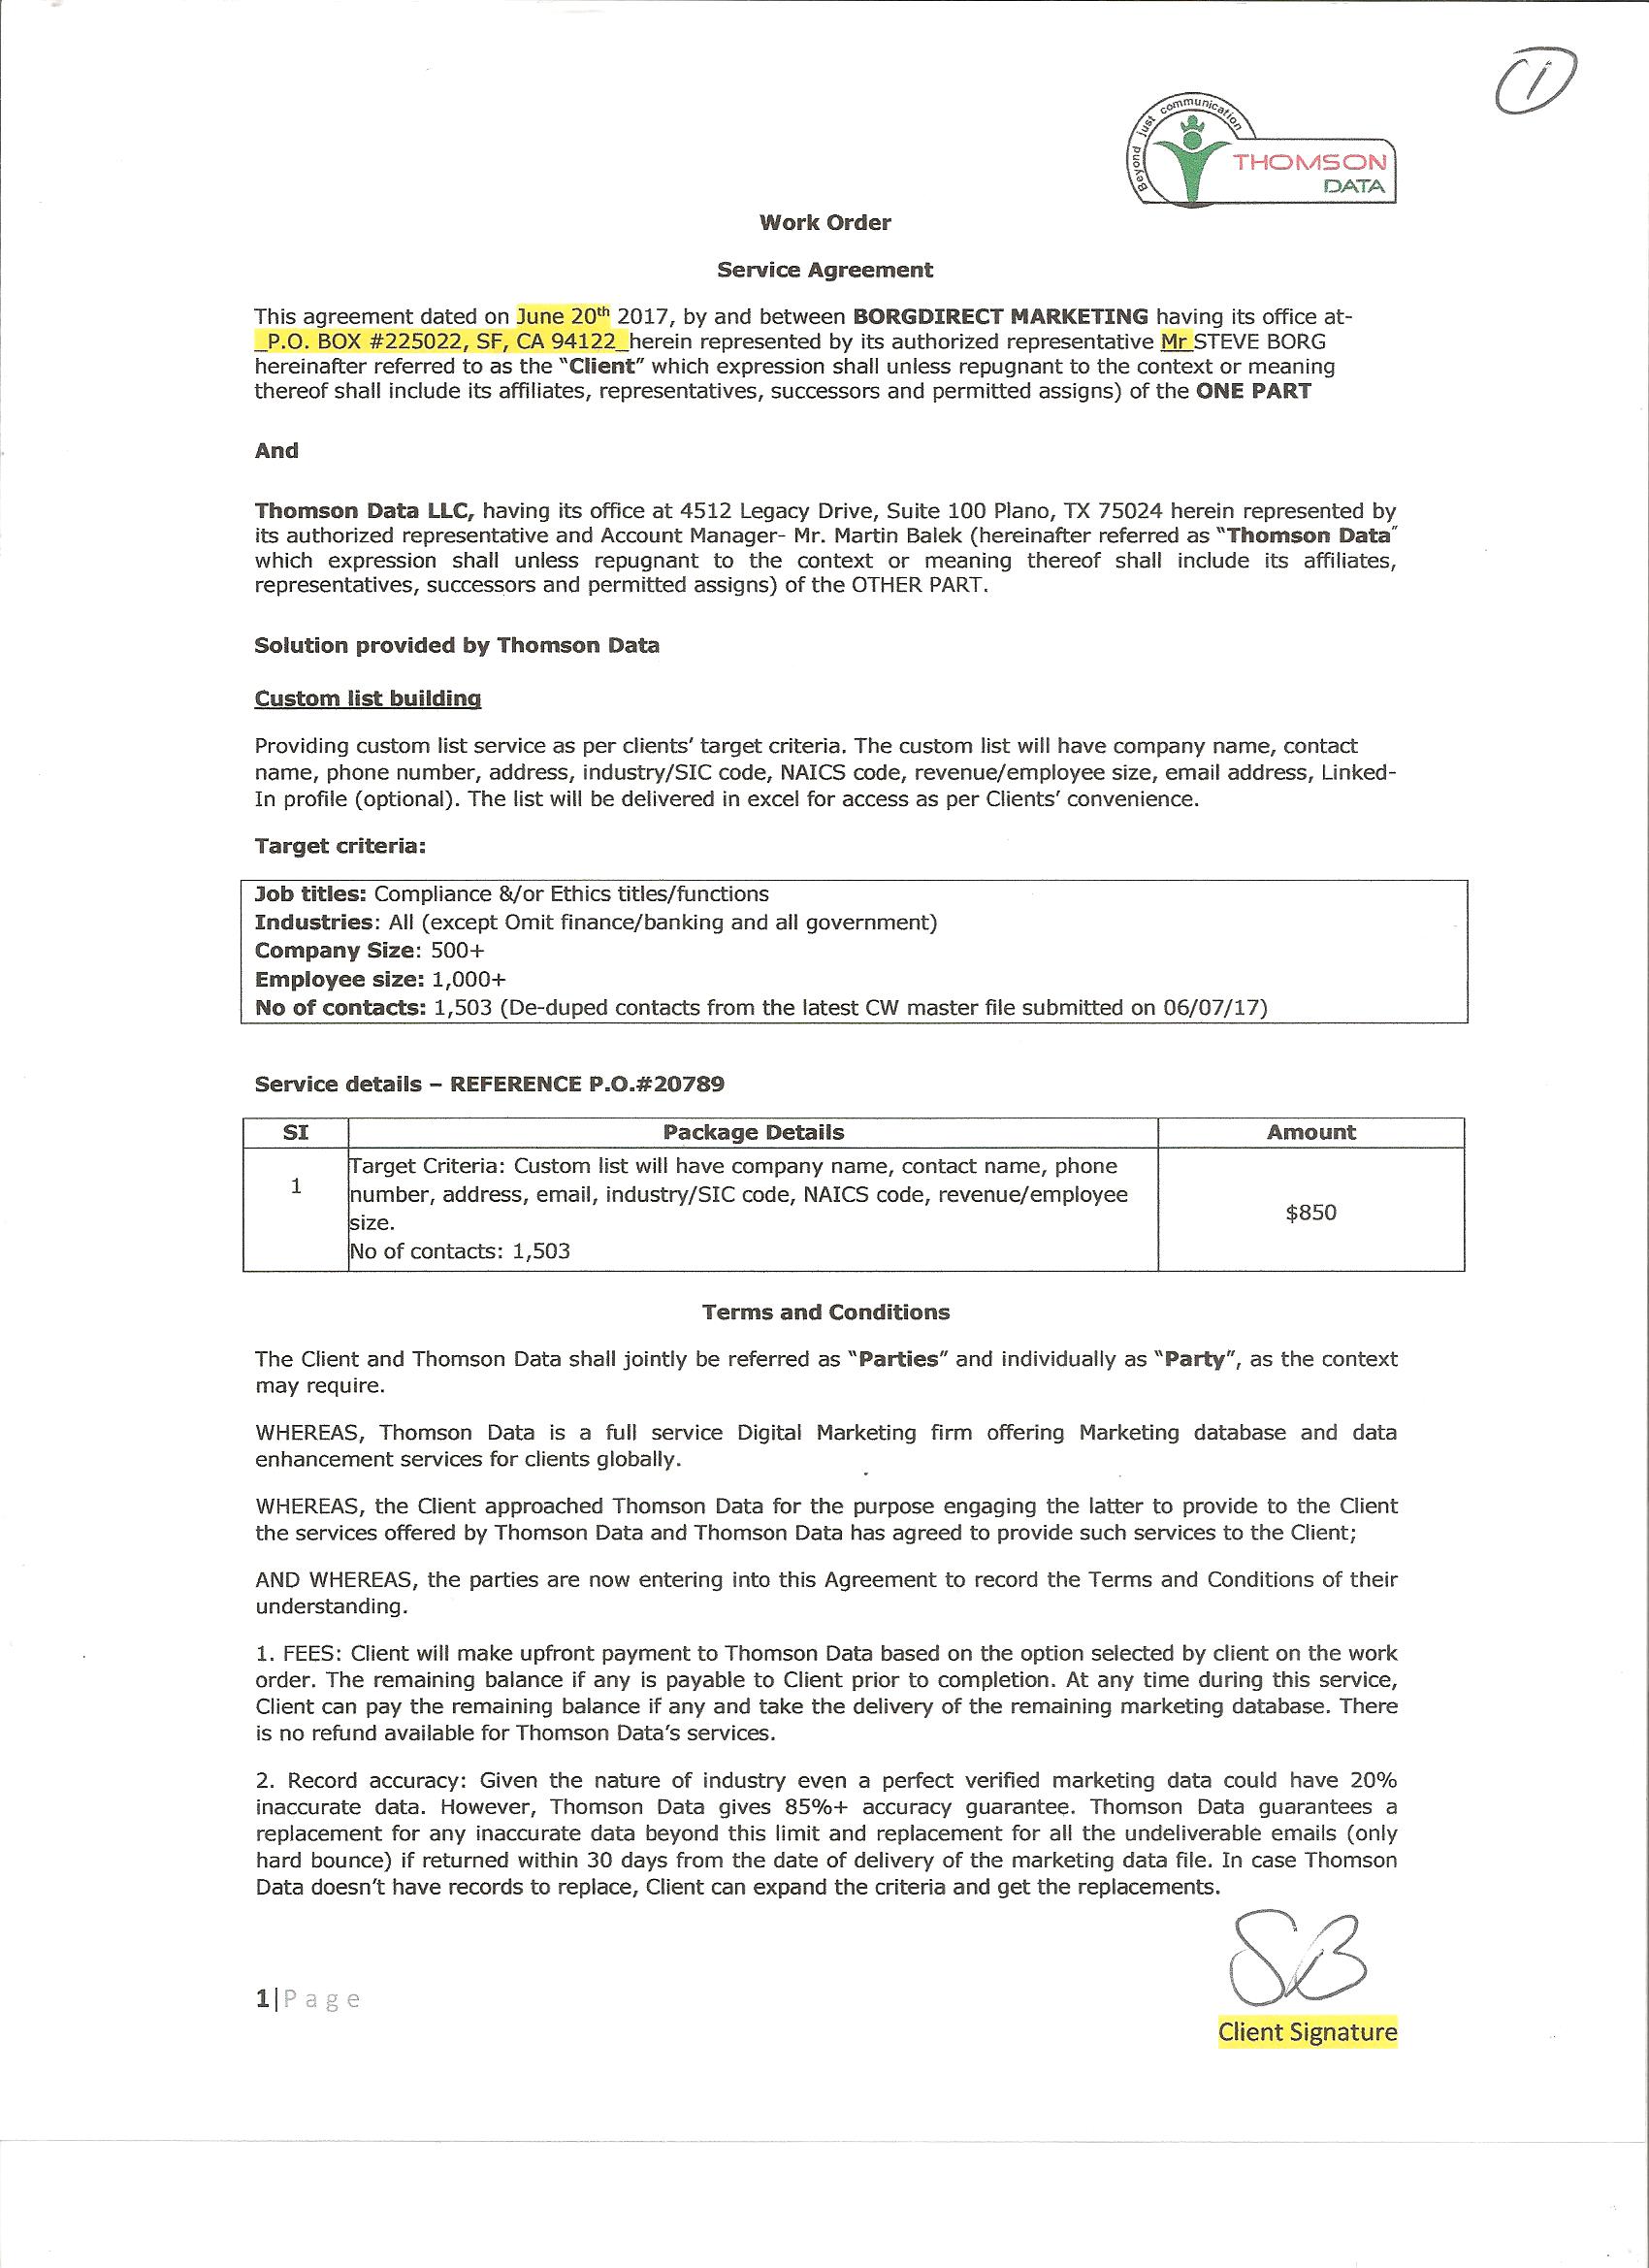 1
Beyond just communication
THOMSON
DATA
Work Order
Service Agreement
This agreement dated on June 20th 2017, by and between BORGDIRECT MARKETING having its office at-
_P.O. BOX #225022, SF, CA 94122_herein represented by its authorized representative Mr STEVE BORG
hereinafter referred to as the "Client" which expression shall unless repugnant to the context or meaning
thereof shall include its affiliates, representatives, successors and permitted assigns) of the ONE PART
And
Thomson Data LLC, having its office at 4512 Legacy Drive, Suite 100 Plano, TX 75024 herein represented by
its authorized representative and Account Manager- Mr. Martin Balek (hereinafter referred as "Thomson Data"
which expression shall unless repugnant to the context or meaning thereof shall include its affiliates,
representatives, successors and permitted assigns) of the OTHER PART.
Solution provided by Thomson Data
Custom list building
Providing custom list service as per clients' target criteria. The custom list will have company name, contact
name, phone number, address, industry/SIC code, NAICS code, revenue/employee size, email address, Linked-
In profile (optional). The list will be delivered in excel for access as per Clients' convenience.
Target criteria:
Job titles: Compliance &/or Ethics titles/functions
Industries: All (except Omit finance/banking and all government)
Company Size: 500+
Employee size: 1,000+
No of contacts: 1,503 (De-duped contacts from the latest CW master file submitted on 06/07/17)
Service details – REFERENCE P.O.#20789
SI Package Details Amount
Target Criteria: Custom list will have company name, contact name, phone
1 number, address, email, industry/SIC code, NAICS code, revenue/employee
size. $850
No of contacts: 1,503
Terms and Conditions
The Client and Thomson Data shall jointly be referred as "Parties" and individually as "Party", as the context
may require.
WHEREAS, Thomson Data is a full service Digital Marketing firm offering Marketing database and data
enhancement services for clients globally.
WHEREAS, the Client approached Thomson Data for the purpose engaging the latter to provide to the Client
the services offered by Thomson Data and Thomson Data has agreed to provide such services to the Client;
AND WHEREAS, the parties are now entering into this Agreement to record the Terms and Conditions of their
understanding.
1. FEES: Client will make upfront payment to Thomson Data based on the option selected by client on the work
order. The remaining balance if any is payable to Client prior to completion. At any time during this service,
Client can pay the remaining balance if any and take the delivery of the remaining marketing database. There
is no refund available for Thomson Data's services.
2. Record accuracy: Given the nature of industry even a perfect verified marketing data could have 20%
inaccurate data. However, Thomson Data gives 85%+ accuracy guarantee. Thomson Data guarantees a
replacement for any inaccurate data beyond this limit and replacement for all the undeliverable emails (only
hard bounce) if returned within 30 days from the date of delivery of the marketing data file. In case Thomson
Data doesn't have records to replace, Client can expand the criteria and get the replacements.
SB
1|Page
Client Signature